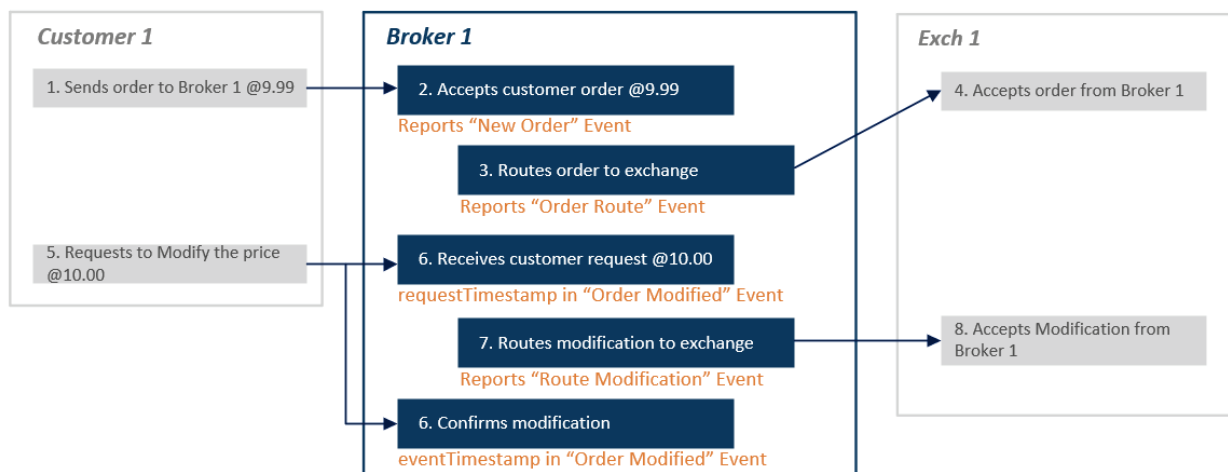 Customer 1
1. Sends order to Broker 1 @9.99
5. Requests to Modify the price
@10.00
Broker 1
2. Accepts customer order @9.99
Reports “New Order” Event
3. Routes order to exchange
Reports “Order Route” Event
6. Receives customer request @10.00
requestTimestamp in “Order Modified” Event
7. Routes modification to exchange
Reports “Route Modification” Event
6. Confirms modification
eventTimestamp in “Order Modified” Event
Exch 1
4. Accepts order from Broker 1
8. Accepts Modification from
Broker 1